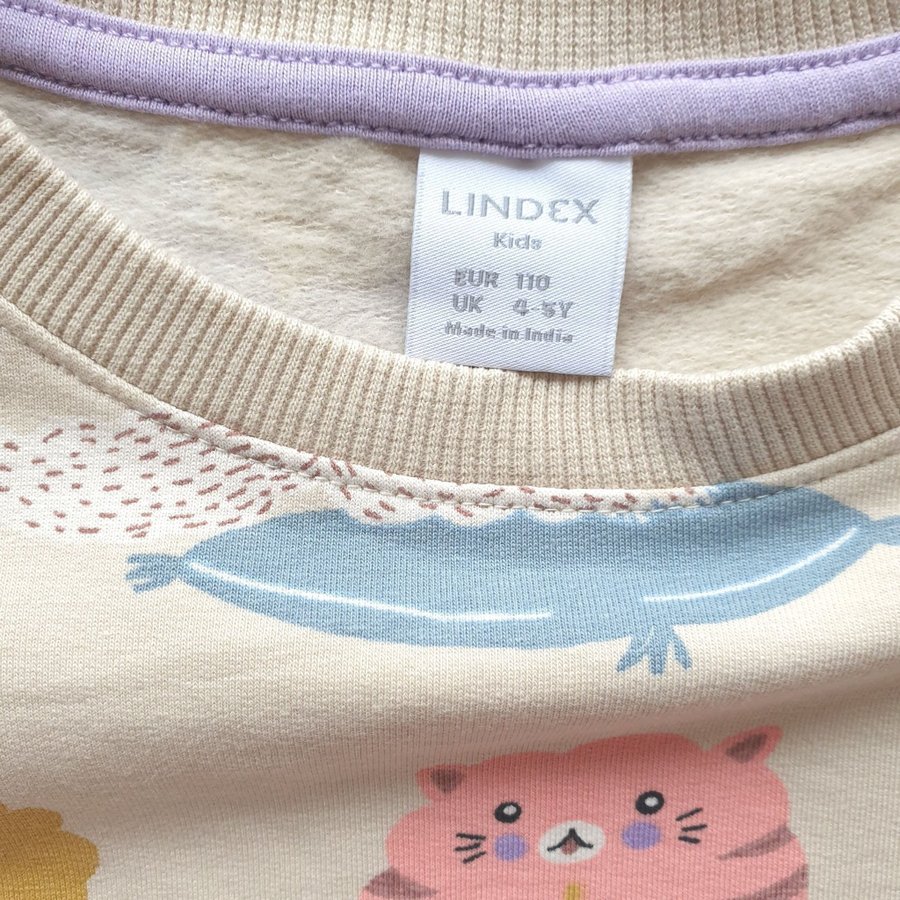 LINDEX
Kids
EUR 110
UK 4-5Y
Made in India